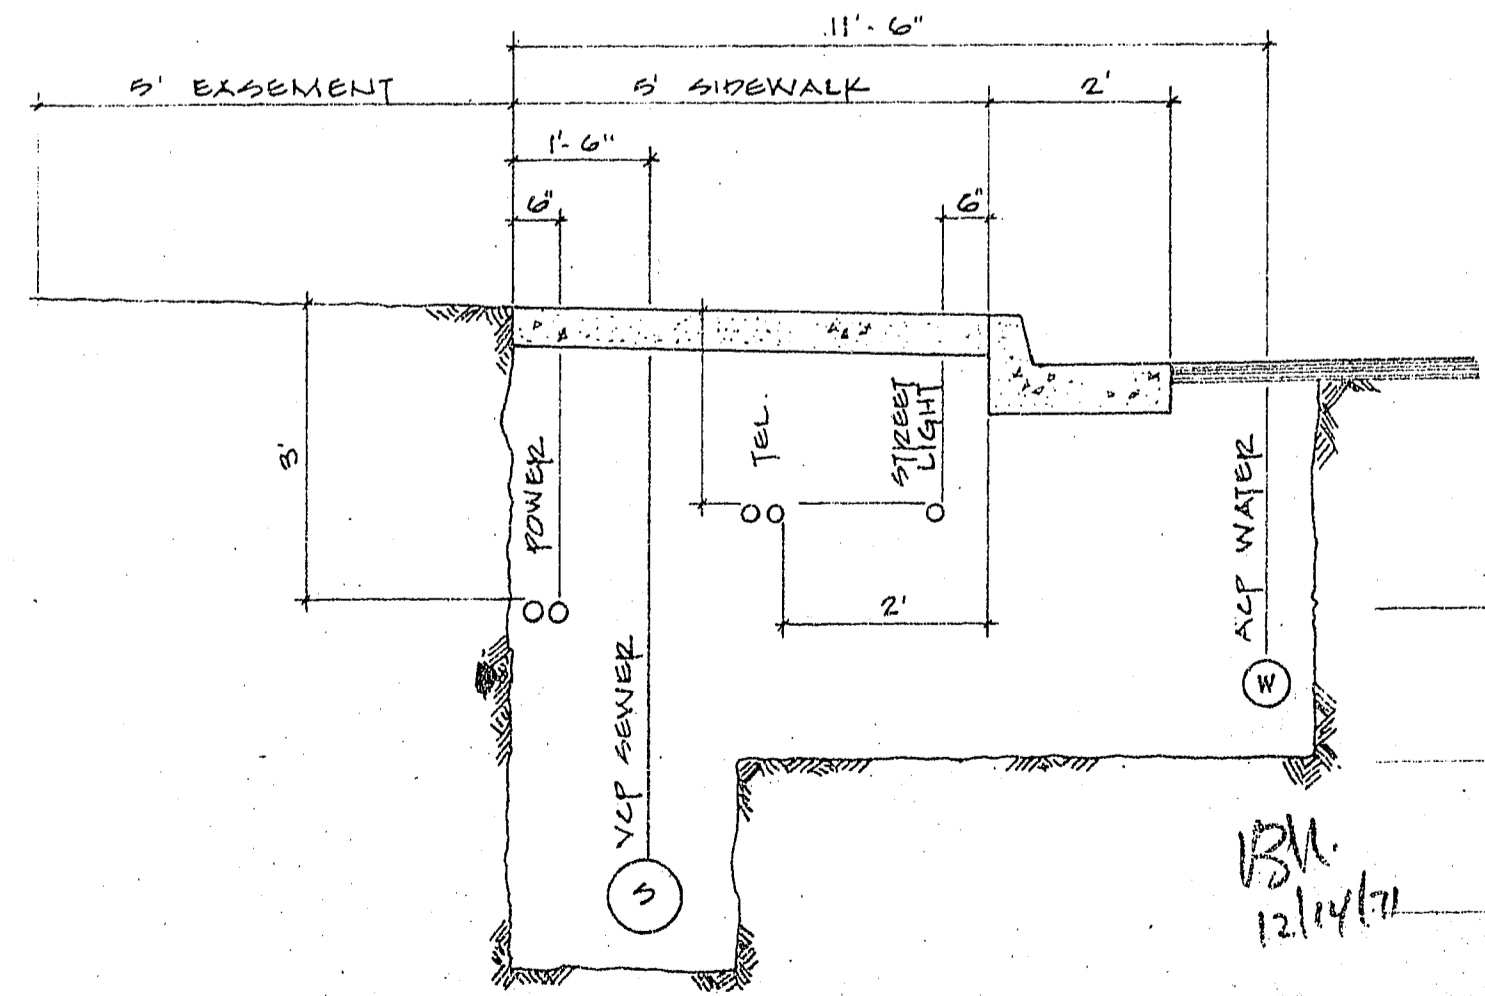 11'-6"
5' EASEMENT
5' SIDEWALK
2'
1'-6"
6"
6"
3'
POWER
TEL.
STREET
LIGHT
2'
ACP WATER
W
VCP SEWER
S
12/14/71